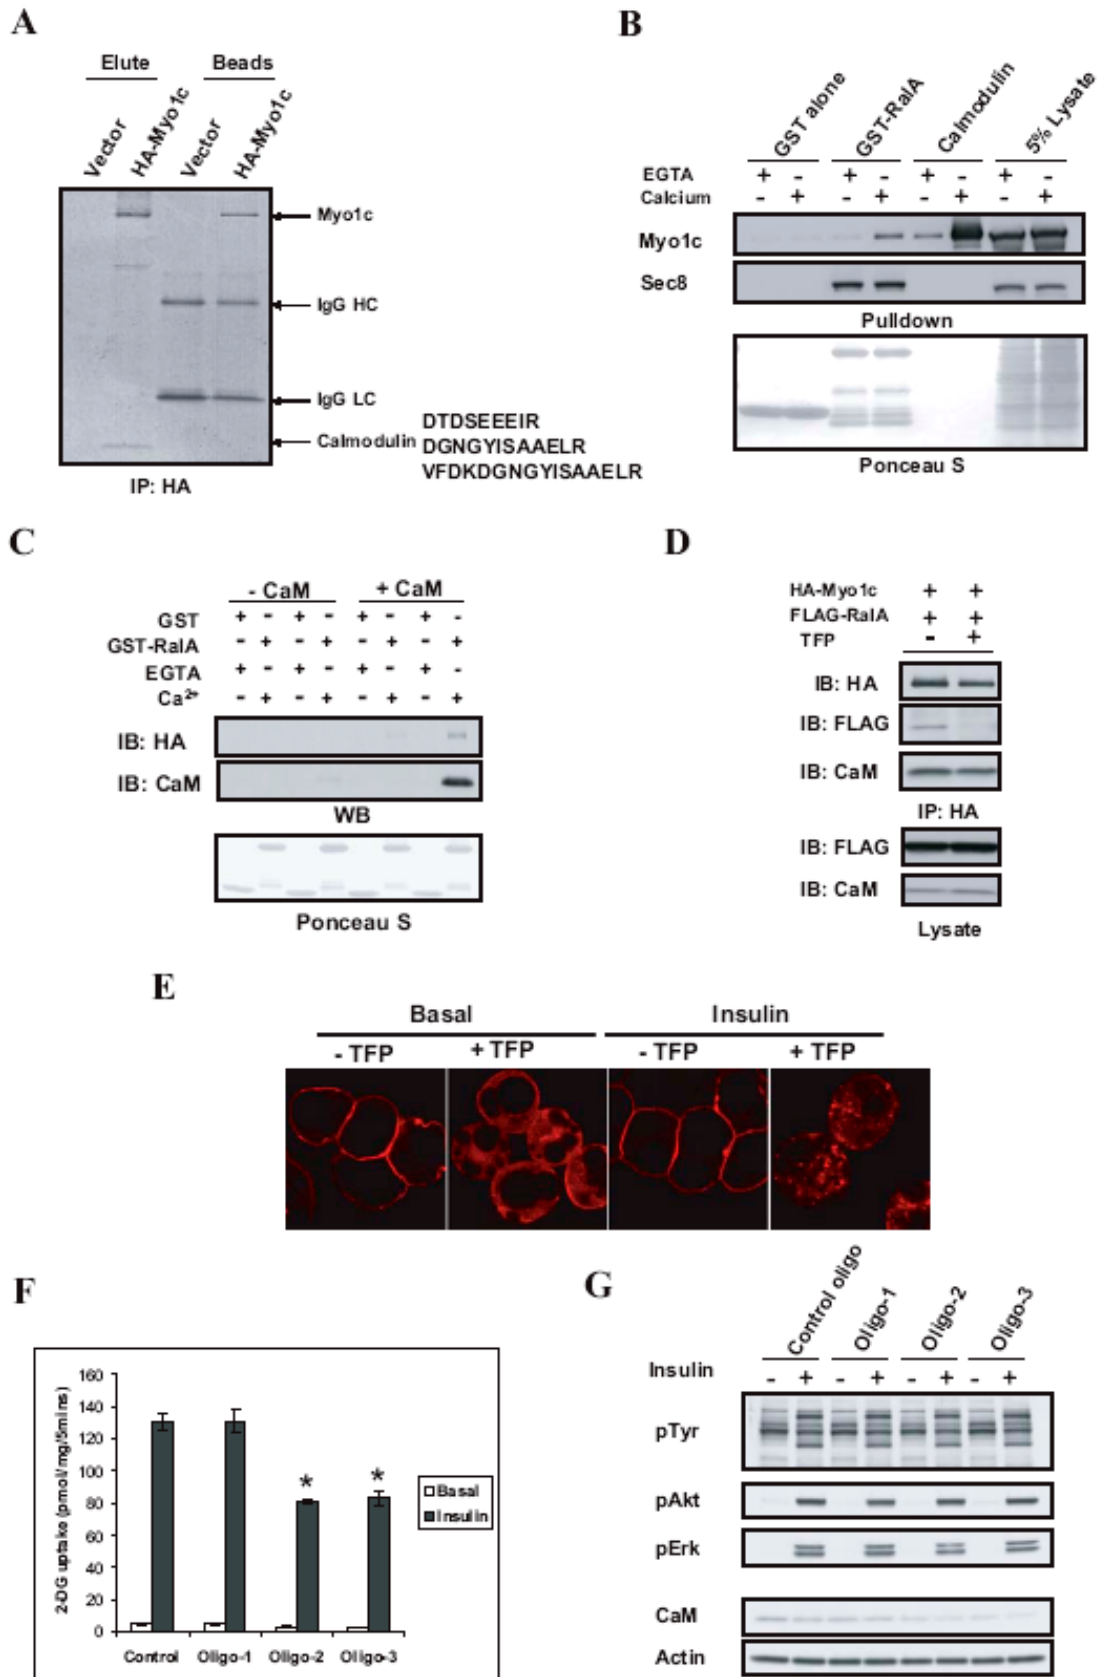 A
Elute Beads
Vector HA-Myo1c Vector HA-Myo1c
Myo1c
IgG HC
IgG LC
Calmodulin
DTDSEEEIR
DGNGYISAAELR
VFDKDGNGYISAAELR
IP: HA
B
GST alone GST-RalA Calmodulin 5% Lysate
EGTA + - + - + - + -
Calcium - + - + - + - +
Myo1c
Sec8
Pulldown
Ponceau S
C
- CaM + CaM
GST + - + - + - + -
GST-RalA - + - + - + - +
EGTA + - + - + - + -
Ca2+ - + - + - + - +
IB: HA
IB: CaM
WB
Ponceau S
D
HA-Myo1c + +
FLAG-RalA + +
TFP - +
IB: HA
IB: FLAG
IB: CaM
IP: HA
IB: FLAG
IB: CaM
Lysate
E
Basal Insulin
- TFP + TFP - TFP + TFP
F
2-DG uptake (pmol/mg/5mins)
160
140
120
100
80
60
40
20
0
* *
Basal
Insulin
Control Oligo-1 Oligo-2 Oligo-3
G
Control oligo Oligo-1 Oligo-2 Oligo-3
Insulin - + - + - + - +
pTyr
pAkt
pErk
CaM
Actin